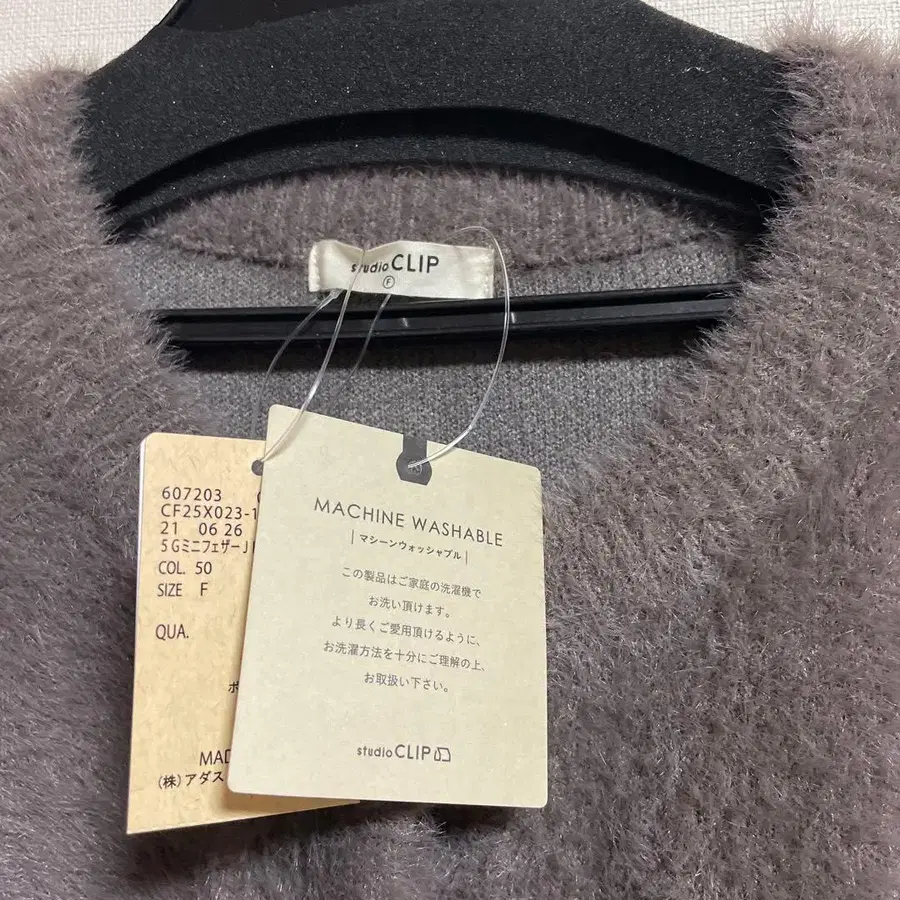 studio CLIP
F
607203
CF25X023-1
21 06 26
5Gミニフェザー
COL. 50
SIZE F
QUA.
MAD
(株)アダス
MACHINE WASHABLE
|マシーンウォッシャブル|
この製品はご家庭の洗濯機で
お洗い頂けます。
より長くご愛用頂けるように、
お洗濯方法を十分にご理解の上、
お取扱い下さい。
studio CLIP